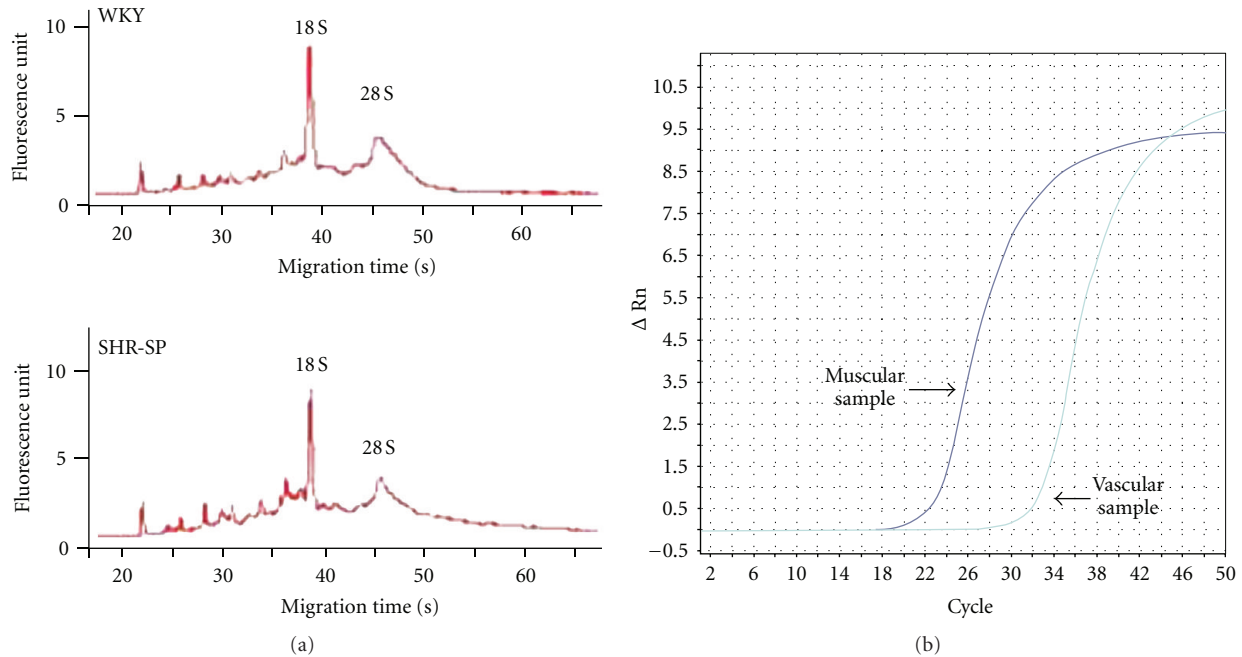 WKY
18 S
28 S
10
5
0
Fluorescence unit
20
30
40
50
60
Migration time (s)
SHR-SP
18 S
28 S
10
5
0
Fluorescence unit
20
30
40
50
60
Migration time (s)
(a)
10.5
9.5
8.5
7.5
6.5
5.5
4.5
3.5
2.5
1.5
0.5
−0.5
Δ Rn
Muscular
sample
Vascular
sample
2
6
10
14
18
22
26
30
34
38
42
46
50
Cycle
(b)